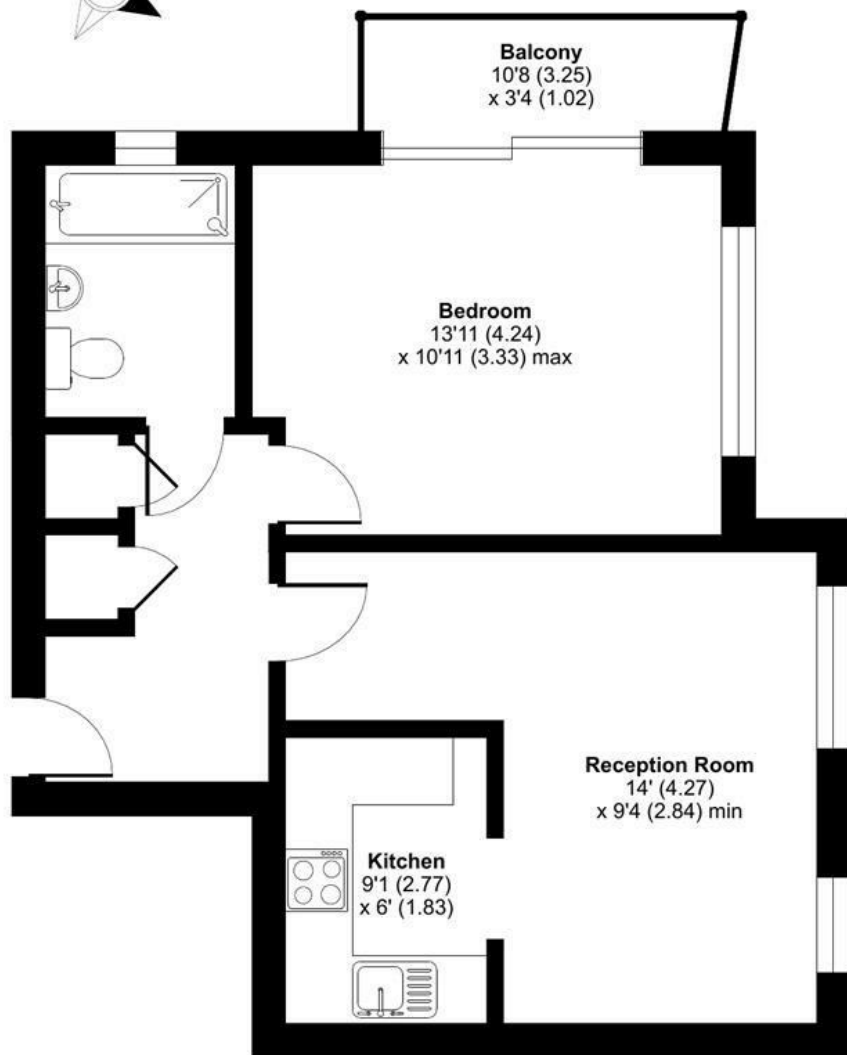 Balcony
10'8 (3.25)
x 3'4 (1.02)
Bedroom
13'11 (4.24)
x 10'11 (3.33) max
Reception Room
14' (4.27)
x 9'4 (2.84) min
Kitchen
9'1 (2.77)
x 6' (1.83)